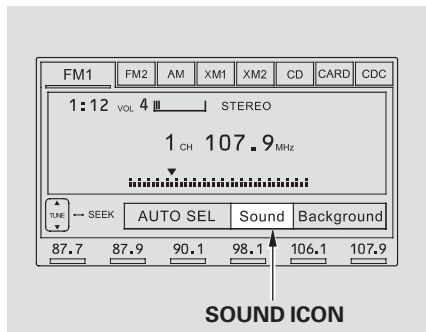 FM1 FM2 AM XM1 XM2 CD CARD CDC
1:12 VOL 4 STEREO
1 CH 107.9 MHz
TUNE SEEK AUTO SEL Sound Background
87.7 87.9 90.1 98.1 106.1 107.9
SOUND ICON